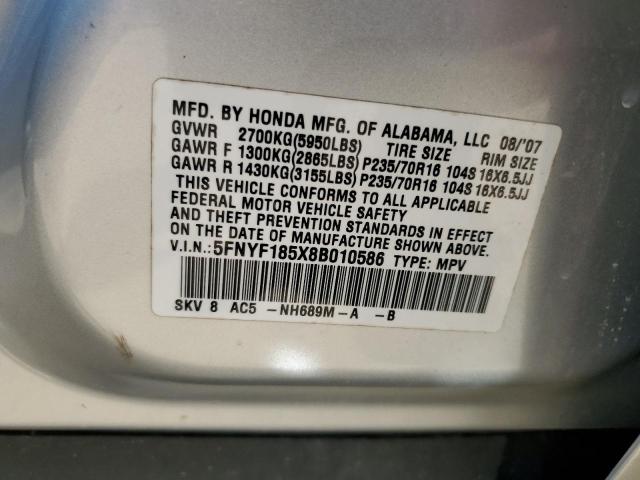 MFD. BY HONDA MFG. OF ALABAMA, LLC 08/'07
GVWR 2700KG(5950LBS) TIRE SIZE RIM SIZE
GAWR F 1300KG(2865LBS) P235/70R16 104S 16X6.5JJ
GAWR R 1430KG(3155LBS) P235/70R16 104S 16X6.5JJ
THIS VEHICLE CONFORMS TO ALL APPLICABLE
FEDERAL MOTOR VEHICLE SAFETY
AND THEFT PREVENTION STANDARDS IN EFFECT
ON THE DATE OF MANUFACTURE SHOWN ABOVE.
V.I.N.: 5FNYF185X8B010586 TYPE: MPV
SKV 8 AC5 -NH689M-A -B